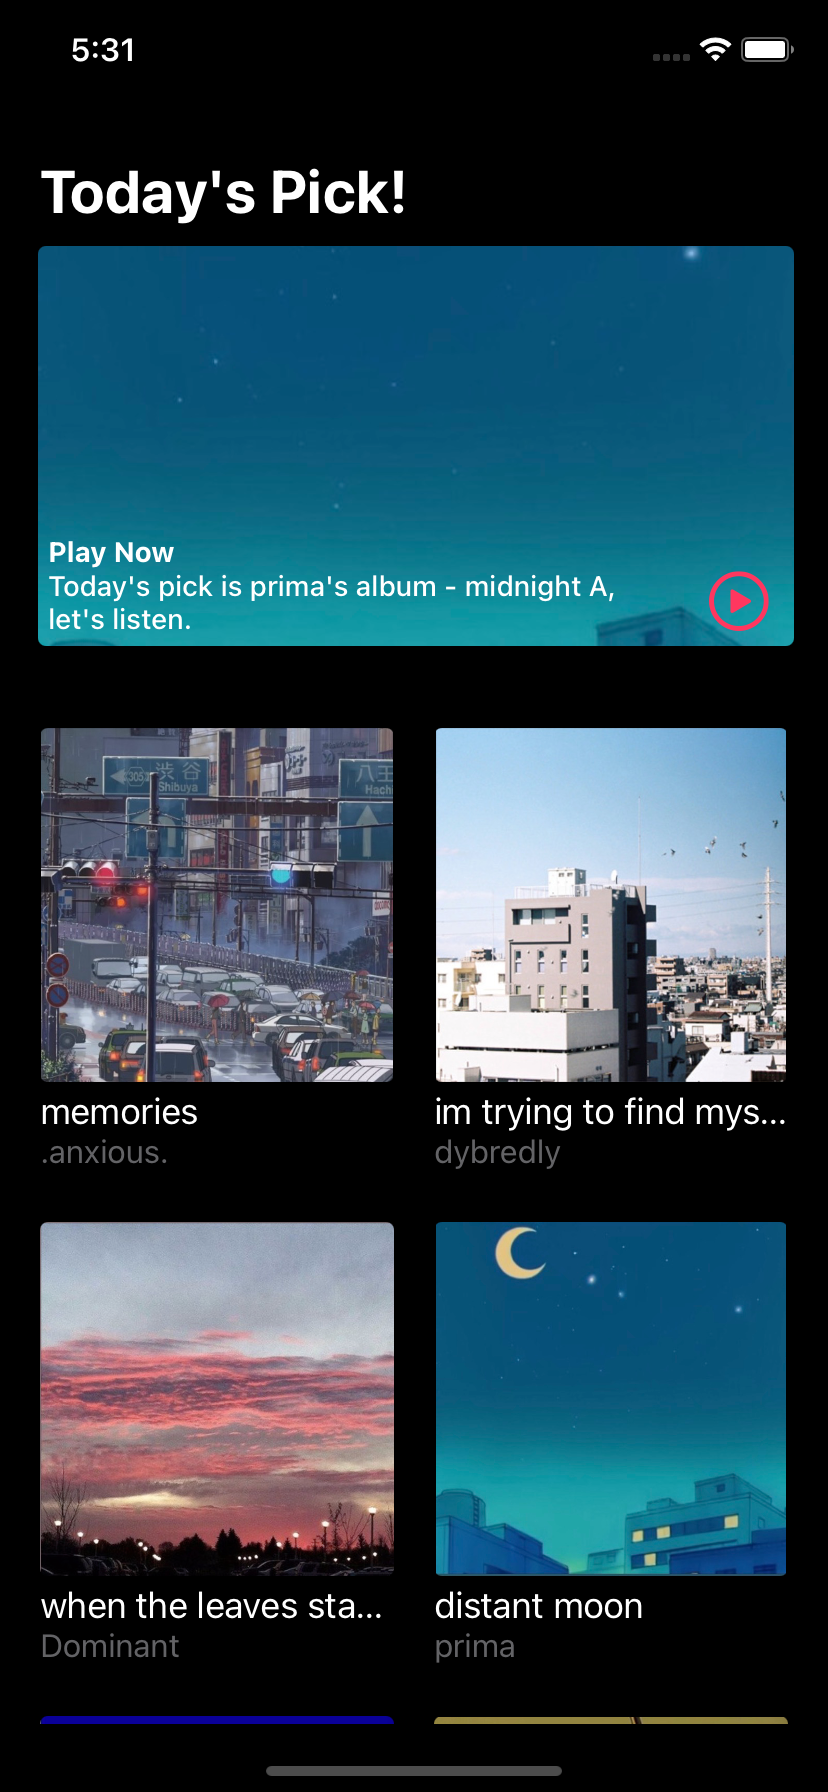 5:31
Today's Pick!
Play Now
Today's pick is prima's album - midnight A,
let's listen.
305
渋谷
Shibuya
八王
Hach
memories
.anxious.
im trying to find mys...
dybredly
when the leaves sta...
Dominant
distant moon
prima